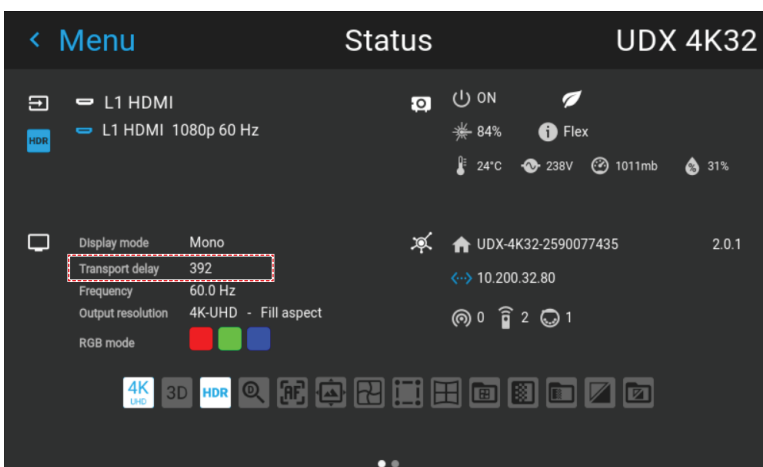 Menu
Status
UDX 4K32
L1 HDMI
HDR
L1 HDMI 1080p 60 Hz
ON
84%
i Flex
24°C
238V
1011mb
% 31%
Display mode Mono
Transport delay 392
Frequency 60.0 Hz
Output resolution 4K-UHD - Fill aspect
RGB mode
UDX-4K32-2590077435 2.0.1
10.200.32.80
0 2 1
4K UHD
3D
HDR
D
AF